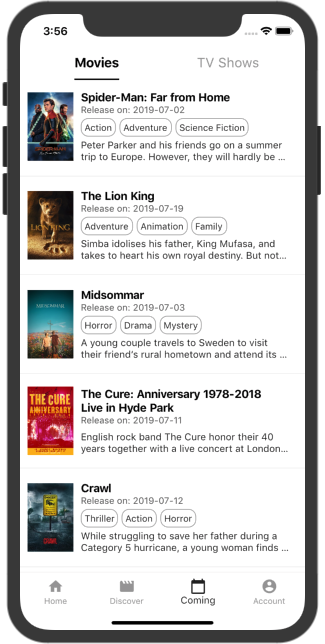 3:56
Movies
TV Shows
Spider-Man: Far from Home
Release on: 2019-07-02
Action Adventure Science Fiction
Peter Parker and his friends go on a summer
trip to Europe. However, they will hardly be ...
The Lion King
Release on: 2019-07-19
Adventure Animation Family
Simba idolises his father, King Mufasa, and
takes to heart his own royal destiny. But not...
LION KING
Midsommar
Release on: 2019-07-03
Horror Drama Mystery
A young couple travels to Sweden to visit
their friend's rural hometown and attend its ...
MIDSOMMAR
THE CURE
ANNIVERSARY
The Cure: Anniversary 1978-2018
Live in Hyde Park
Release on: 2019-07-11
English rock band The Cure honor their 40
years together with a live concert at London...
Crawl
Release on: 2019-07-12
Thriller Action Horror
While struggling to save her father during a
Category 5 hurricane, a young woman finds ...
Home
Discover
Coming
Account